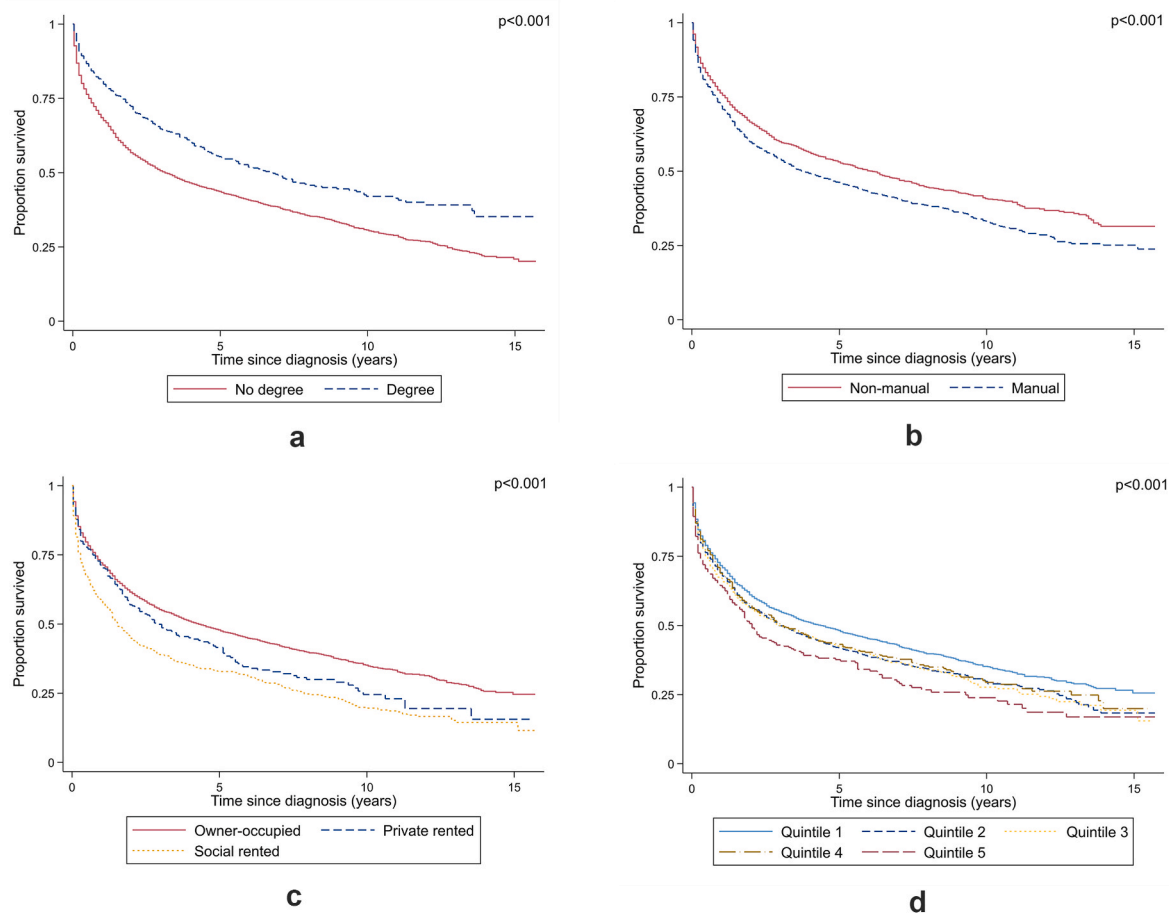 p<0.001
1
0.75
0.5
0.25
0
Proportion survived
0
5
10
15
Time since diagnosis (years)
No degree
Degree
a
p<0.001
1
0.75
0.5
0.25
0
Proportion survived
0
5
10
15
Time since diagnosis (years)
Non-manual
Manual
b
p<0.001
1
0.75
0.5
0.25
0
Proportion survived
0
5
10
15
Time since diagnosis (years)
Owner-occupied
Private rented
Social rented
c
p<0.001
1
0.75
0.5
0.25
0
Proportion survived
0
5
10
15
Time since diagnosis (years)
Quintile 1
Quintile 2
Quintile 3
Quintile 4
Quintile 5
d